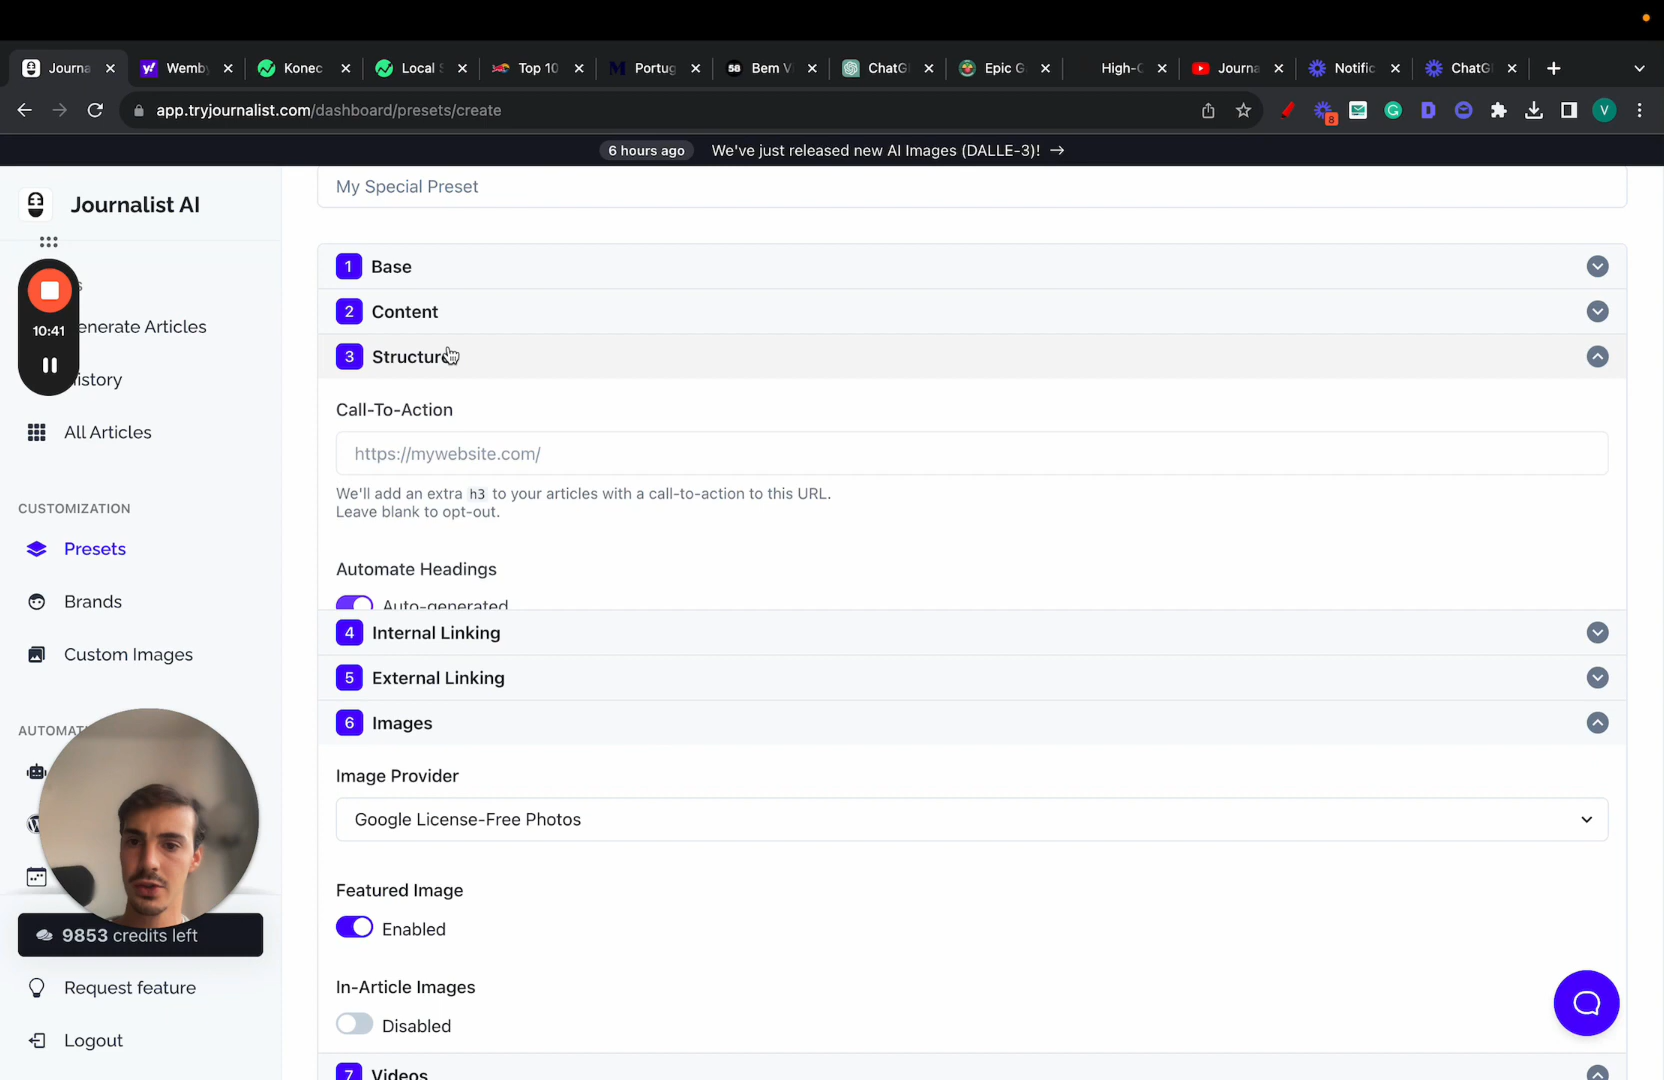 Journa
Wemby
Konec
Local S
Top 10
Portug
Bem Vi
ChatG
Epic G
High-C
Journa
Notific
ChatG
app.tryjournalist.com/dashboard/presets/create
8
V
6 hours ago We've just released new AI Images (DALLE-3)! →
Journalist AI
10:41
enerate Articles
istory
All Articles
CUSTOMIZATION
Presets
Brands
Custom Images
AUTOMAT
9853 credits left
Request feature
Logout
My Special Preset
1 Base
2 Content
3 Structure
Call-To-Action
https://mywebsite.com/
We'll add an extra h3 to your articles with a call-to-action to this URL.
Leave blank to opt-out.
Automate Headings
Auto-generated
4 Internal Linking
5 External Linking
6 Images
Image Provider
Google License-Free Photos
Featured Image
Enabled
In-Article Images
Disabled
7 Videos